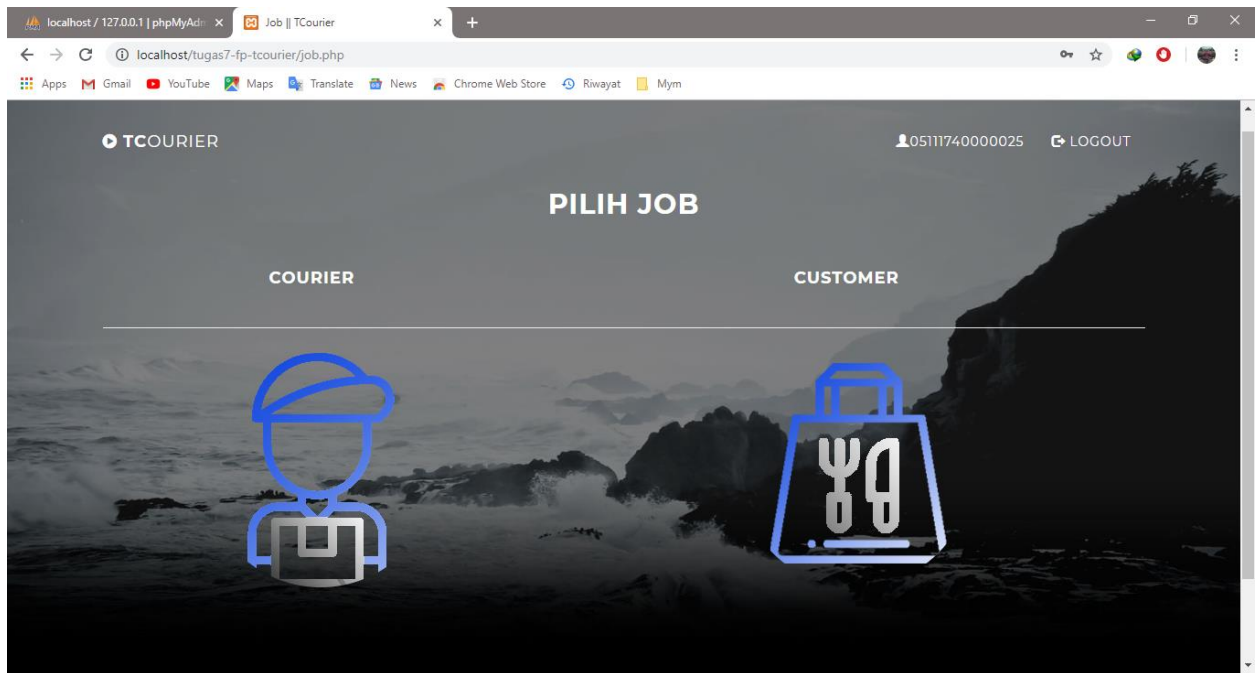 localhost / 127.0.0.1 | phpMyAdm
Job || TCourier
localhost/tugas7-fp-tcourier/job.php
Apps Gmail YouTube Maps Translate News Chrome Web Store Riwayat Mym
TCOURIER
05111740000025 LOGOUT
PILIH JOB
COURIER CUSTOMER